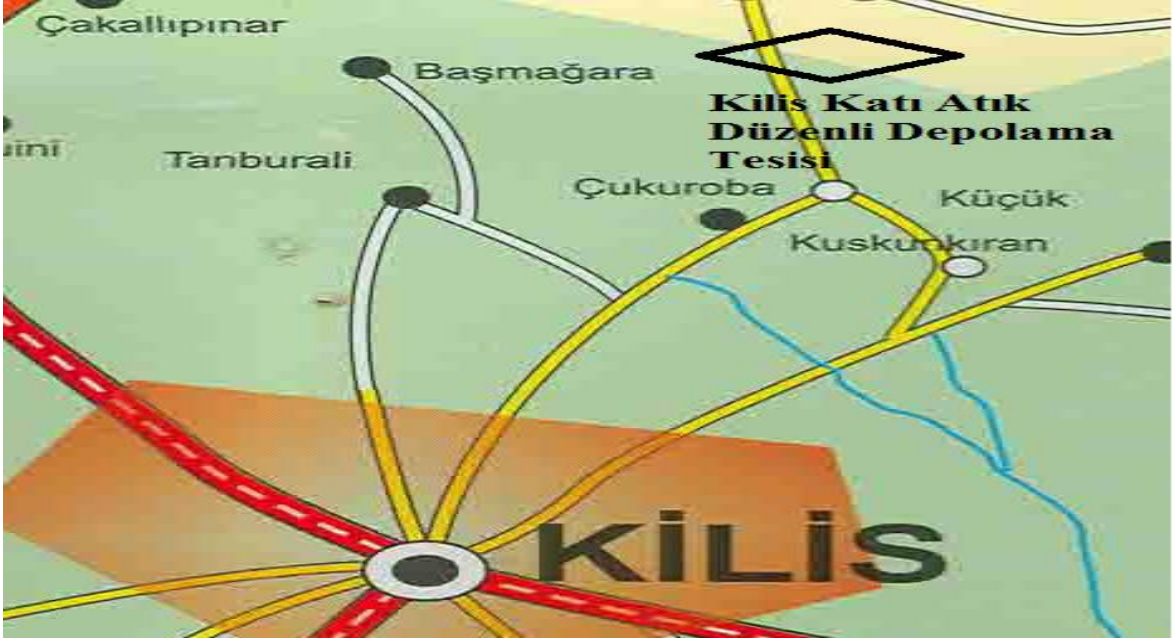 Çakallıpınar
Başmağara
Kilis Katı Atık
Düzenli Depolama
Tesisi
Tanburali
Çukuroba
Küçük
Kuskunkıran
KİLİS